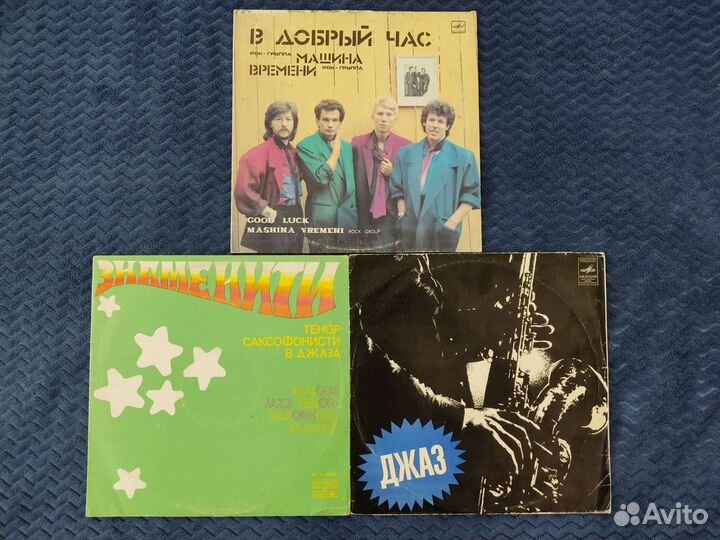 В ДОБРЫЙ ЧАС
РОК-ГРУППА МАШИНА
ВРЕМЕНИ РОК-ГРУППА
GOOD LUCK
MASHINA VREMENI ROCK GROUP
ЗНАМЕНИТИ
ТЕНОР
САКСОФОНИСТИ
В ДЖАЗА
JAZZ
ДЖАЗ
Avito